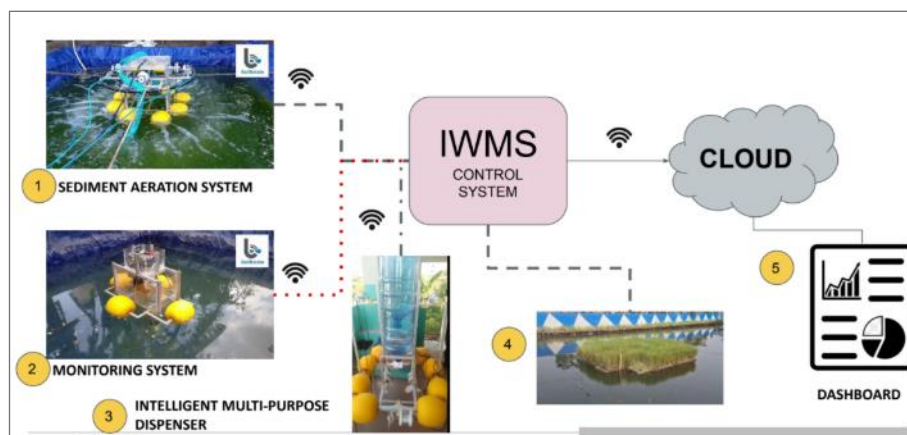 1 SEDIMENT AERATION SYSTEM
IWMS
CONTROL
SYSTEM
CLOUD
2 MONITORING SYSTEM
3 INTELLIGENT MULTI-PURPOSE
DISPENSER
4
5
DASHBOARD